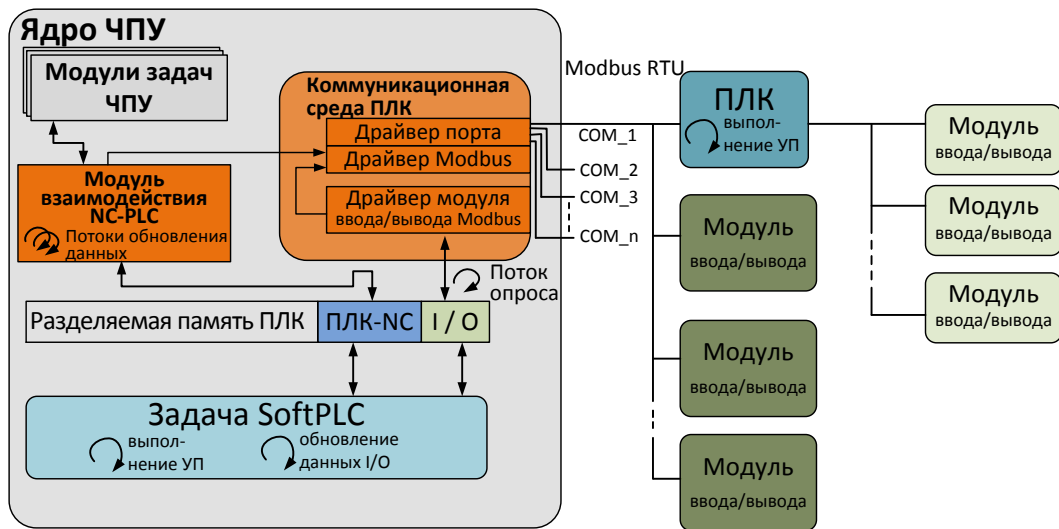 Ядро ЧПУ
Модули задач
ЧПУ
Коммуникационная
среда ПЛК
Драйвер порта
Драйвер Modbus
Драйвер модуля
ввода/вывода Modbus
Модуль
взаимодействия
NC-PLC
Потоки обновления
данных
Поток
опроса
Разделяемая память ПЛК
ПЛК-NC
I / O
Задача SoftPLC
выпол-
нение УП
обновление
данных I/O
Modbus RTU
COM_1
COM_2
COM_3
COM_n
ПЛК
выпол-
нение УП
Модуль
ввода/вывода
Модуль
ввода/вывода
Модуль
ввода/вывода
Модуль
ввода/вывода
Модуль
ввода/вывода
Модуль
ввода/вывода